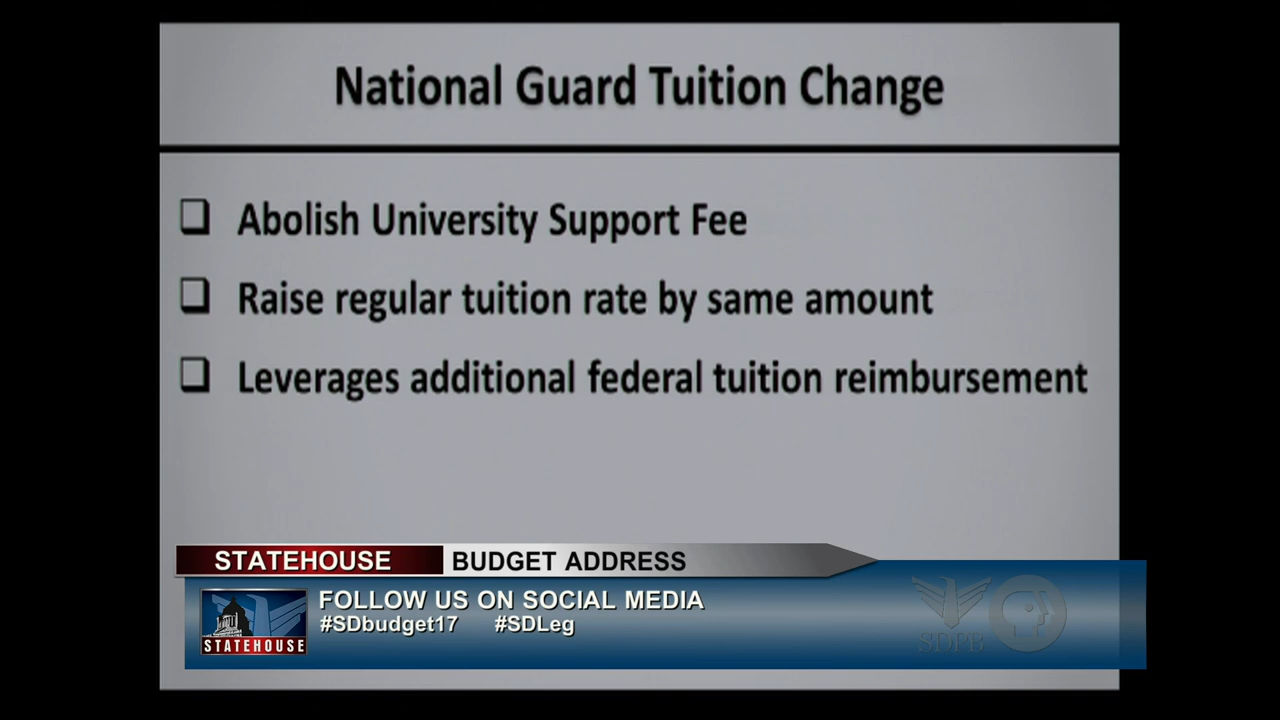 National Guard Tuition Change
❑ Abolish University Support Fee
❑ Raise regular tuition rate by same amount
❑ Leverages additional federal tuition reimbursement
STATEHOUSE BUDGET ADDRESS
FOLLOW US ON SOCIAL MEDIA
#SDbudget17 #SDLeg
STATEHOUSE
SDPB